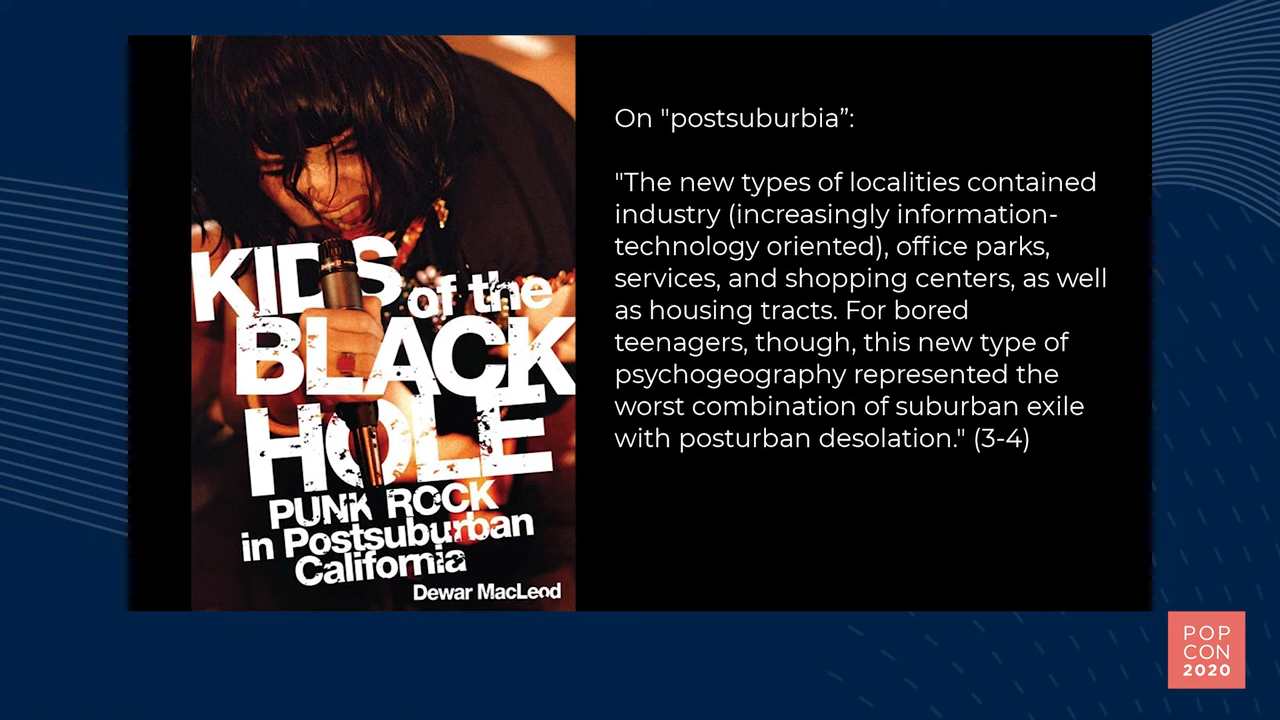 KIDS of the
BLACK
HOLE
PUNK ROCK
in Postsuburban
California
Dewar MacLeod
On "postsuburbia”:
"The new types of localities contained
industry (increasingly information-
technology oriented), office parks,
services, and shopping centers, as well
as housing tracts. For bored
teenagers, though, this new type of
psychogeography represented the
worst combination of suburban exile
with posturban desolation." (3-4)
POP
CON
2020